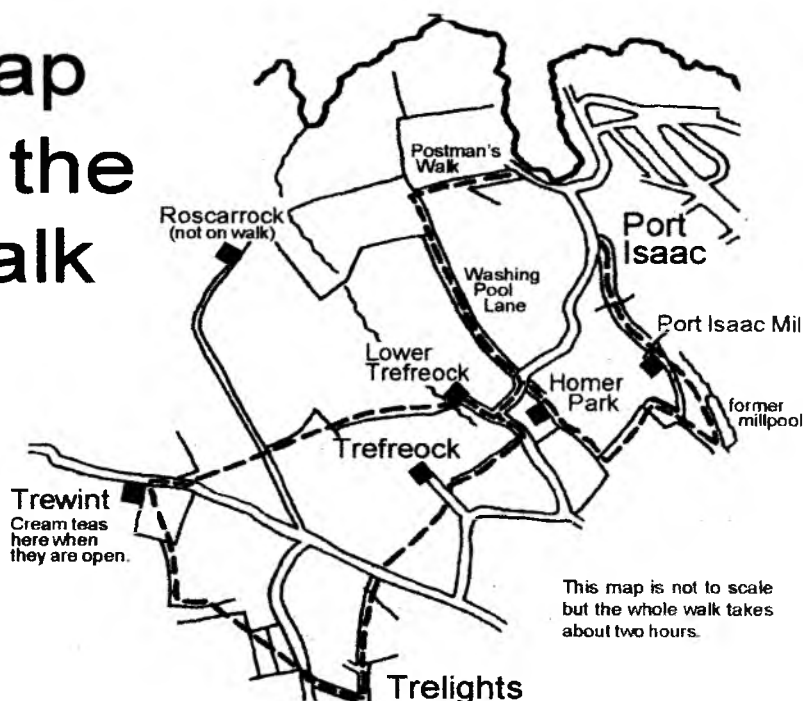 ap
the
alk
Postman's
Walk
Roscarrock
(not on walk)
Port
Isaac
Washing
Pool
Lane
Port Isaac Mil
Lower
Trefreock
Homer
Park
former
millpool
Trefreock
Trewint
Cream teas
here when
they are open.
This map is not to scale
but the whole walk takes
about two hours.
Trelights